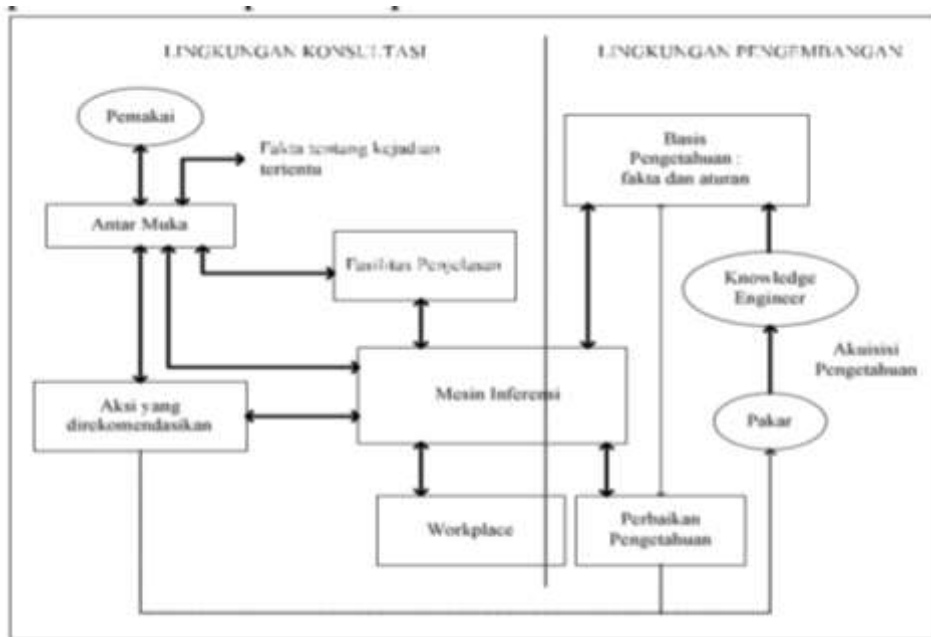 LINGKUNGAN KONSULTASI
LINGKUNGAN PENGEMBANGAN
Pemakai
Fakta tentang kejadian
tertentu
Basis
Pengetahuan :
fakta dan aturan
Antar Muka
Fasilitas Penjelasan
Knowledge
Engineer
Akuisisi
Pengetahuan
Mesin Inferensi
Aksi yang
direkomendasikan
Pakar
Workplace
Perbaikan
Pengetahuan